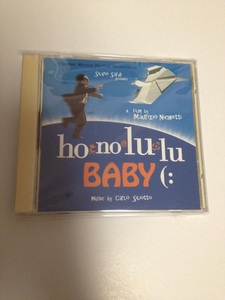 a film by
Maurizio Nichetti
ho·no·lu·lu
BABY (:
Music by Carlo Siliotto